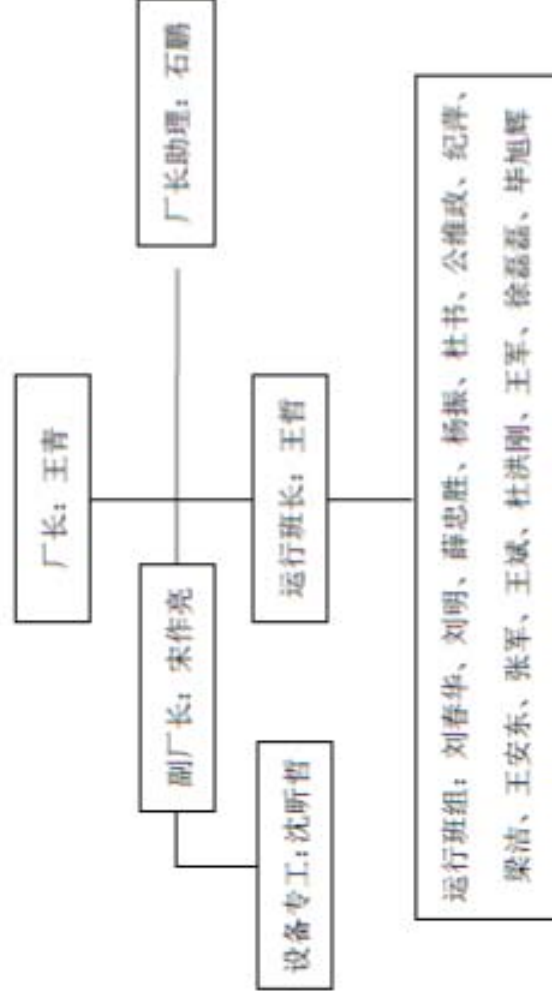 厂长：王青
副厂长：宋作亮
厂长助理：石鹏
设备专工：沈昕哲
运行班长：王哲
运行班组：刘春华、刘明、薛忠胜、杨振、杜书、公维政、纪萍、
梁洁、王安东、张军、王斌、杜洪刚、王军、徐磊磊、毕旭辉